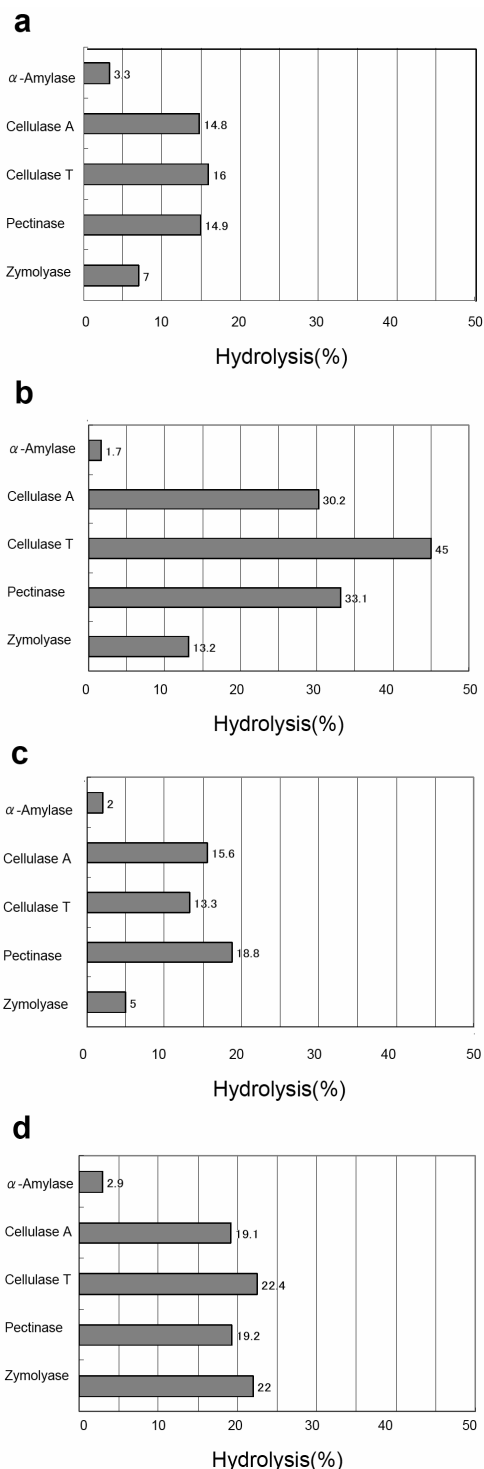 a
α-Amylase 3.3
Cellulase A 14.8
Cellulase T 16
Pectinase 14.9
Zymolyase 7
0 10 20 30 40 50
Hydrolysis(%)
b
α-Amylase 1.7
Cellulase A 30.2
Cellulase T 45
Pectinase 33.1
Zymolyase 13.2
0 10 20 30 40 50
Hydrolysis(%)
c
α-Amylase 2
Cellulase A 15.6
Cellulase T 13.3
Pectinase 18.8
Zymolyase 5
0 10 20 30 40 50
Hydrolysis(%)
d
α-Amylase 2.9
Cellulase A 19.1
Cellulase T 22.4
Pectinase 19.2
Zymolyase 22
0 10 20 30 40 50
Hydrolysis(%)